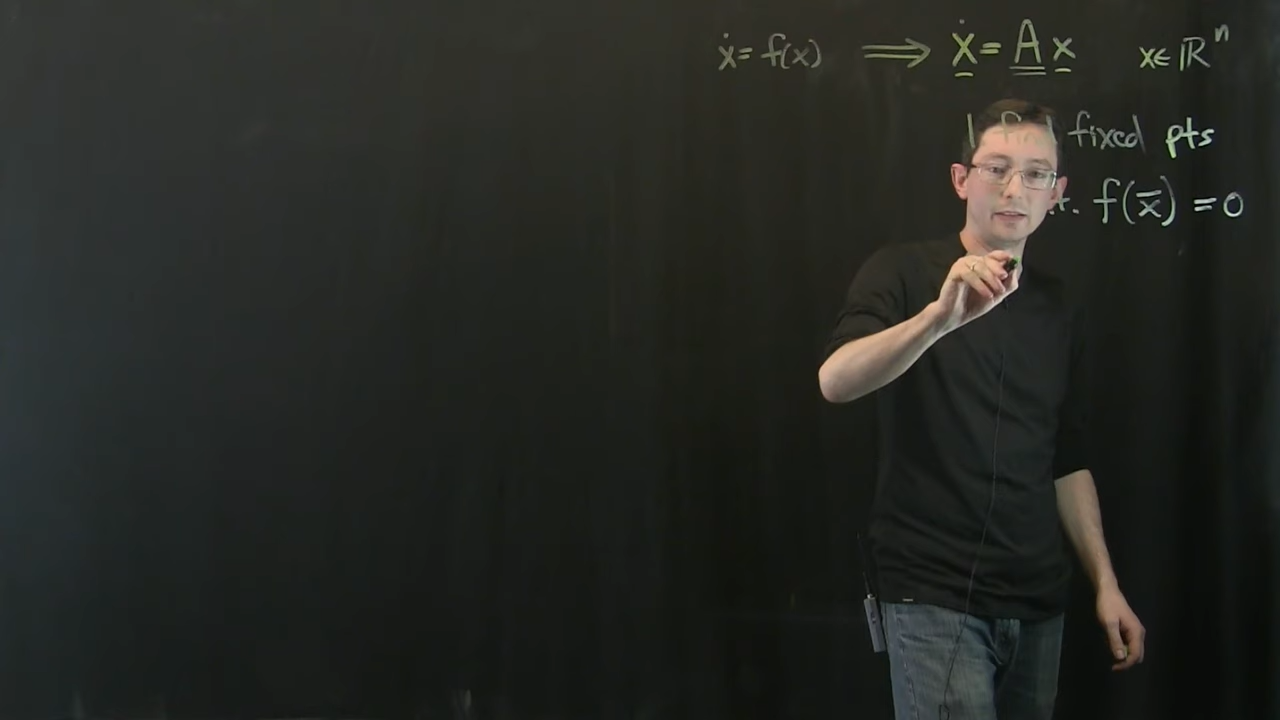 ẋ = f(x) ⟹ ẋ = A x x ∈ ℝⁿ
fixed pts
f(x̄) = 0